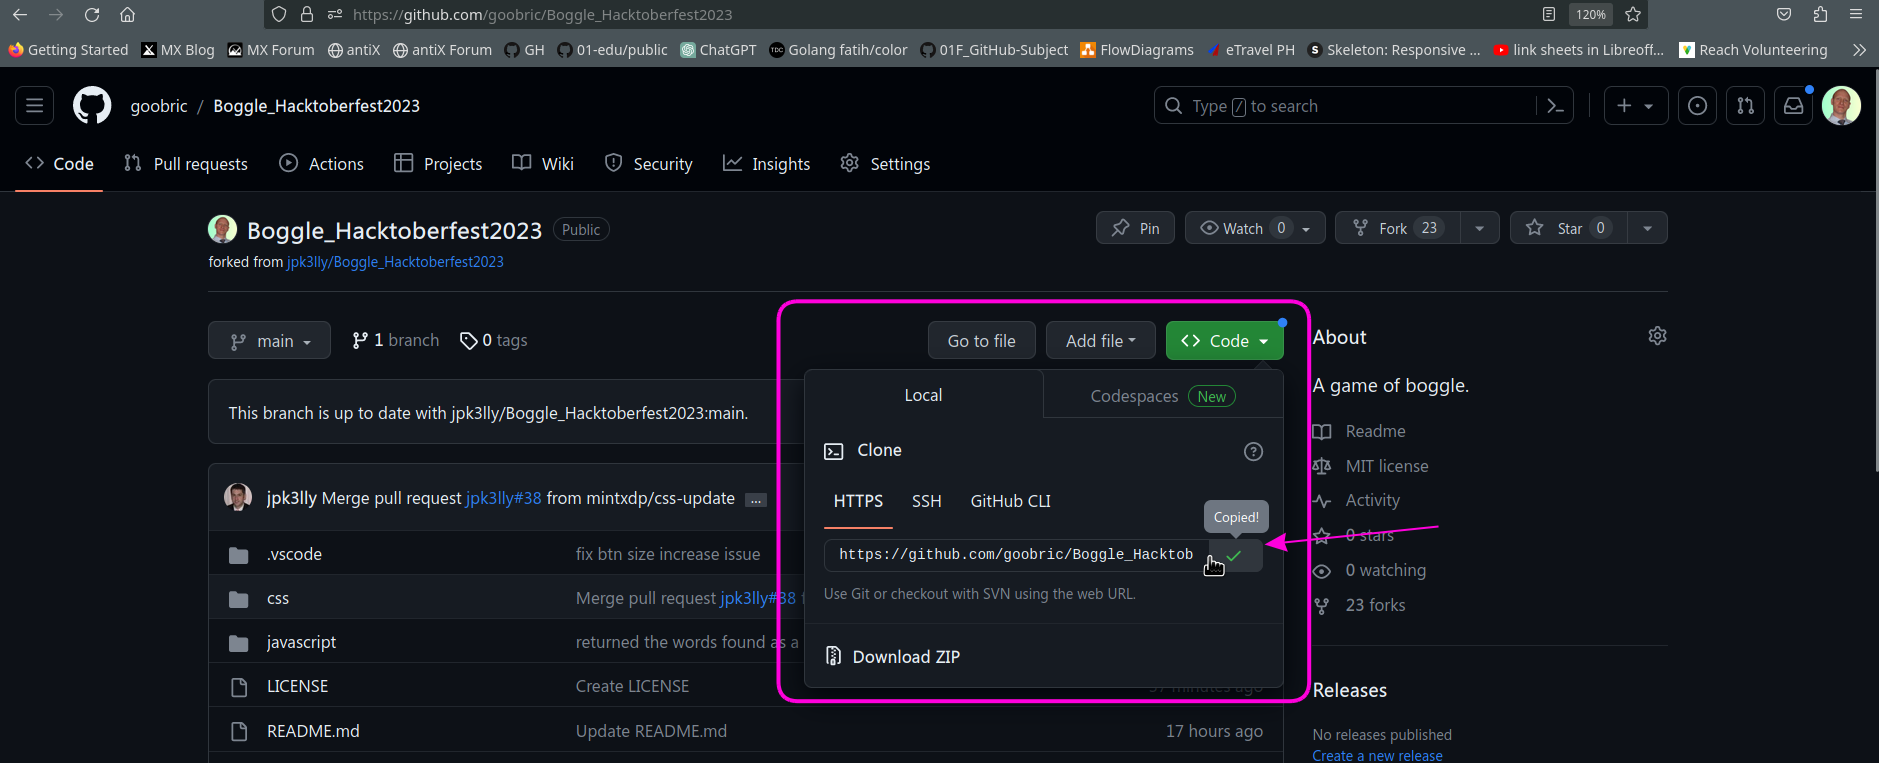 https://github.com/goobric/Boggle_Hacktoberfest2023
120%
Getting Started MX Blog MX Forum antiX antiX Forum GH 01-edu/public ChatGPT TDC Golang fatih/color 01F_GitHub-Subject FlowDiagrams eTravel PH S Skeleton: Responsive ... link sheets in Libreoff... Reach Volunteering
goobric / Boggle_Hacktoberfest2023
Type / to search
Code Pull requests Actions Projects Wiki Security Insights Settings
Boggle_Hacktoberfest2023 Public
Pin Watch 0 Fork 23 Star 0
forked from jpk3lly/Boggle_Hacktoberfest2023
main 1 branch 0 tags
Go to file Add file <> Code
This branch is up to date with jpk3lly/Boggle_Hacktoberfest2023:main.
jpk3lly Merge pull request jpk3lly#38 from mintxdp/css-update ...
.vscode fix btn size increase issue
css Merge pull request jpk3lly#38 f
javascript returned the words found as a
LICENSE Create LICENSE 37 minutes ago
README.md Update README.md 17 hours ago
Local Codespaces New
Clone
HTTPS SSH GitHub CLI
Copied!
https://github.com/goobric/Boggle_Hacktob
Use Git or checkout with SVN using the web URL.
Download ZIP
About
A game of boggle.
Readme
MIT license
Activity
0 stars
0 watching
23 forks
Releases
No releases published
Create a new release